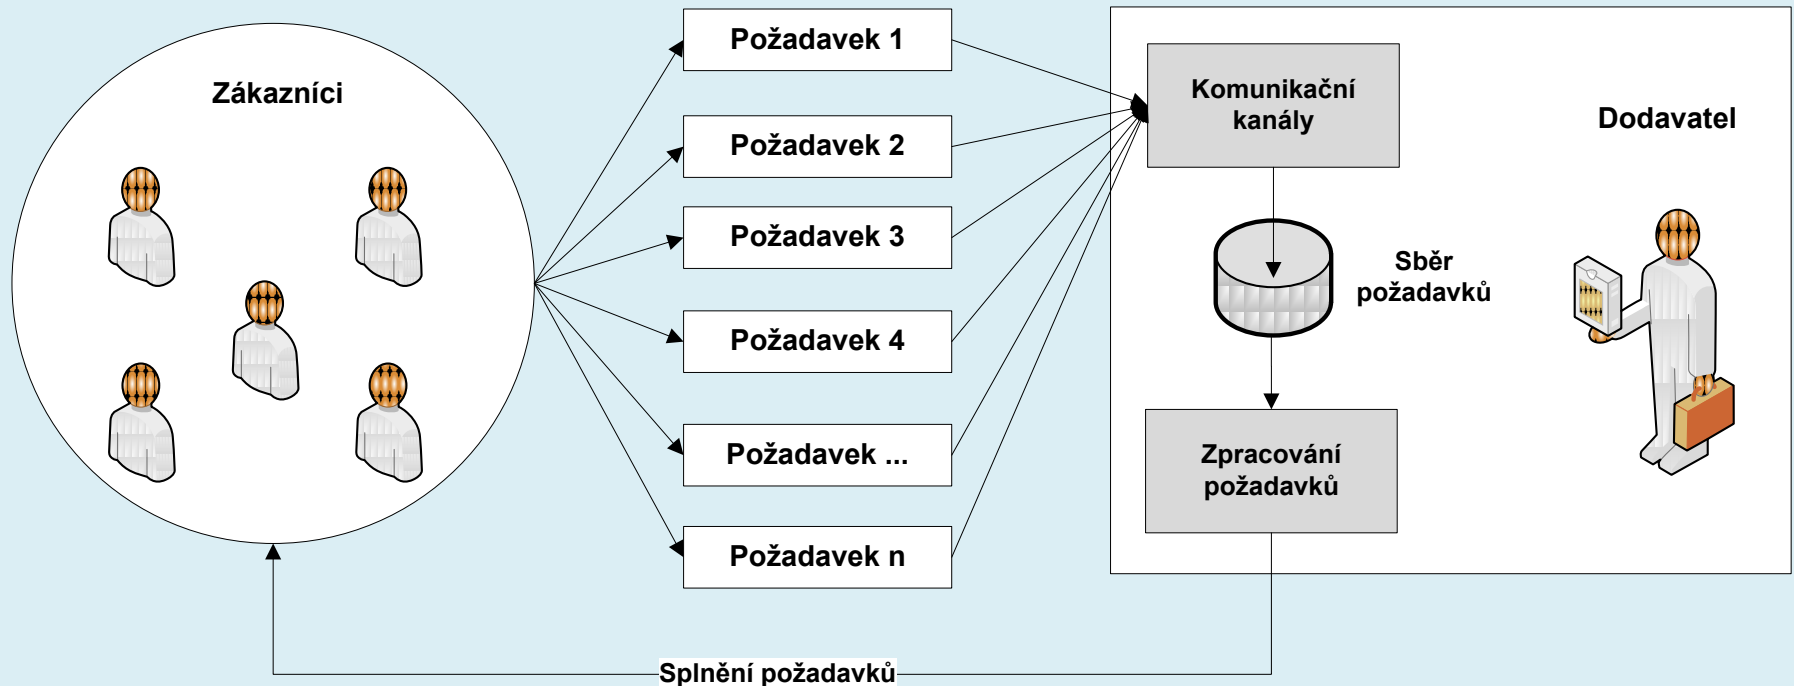 Zákazníci
Požadavek 1
Požadavek 2
Požadavek 3
Požadavek 4
Požadavek ...
Požadavek n
Komunikační
kanály
Dodavatel
Sběr
požadavků
Zpracování
požadavků
Splnění požadavků